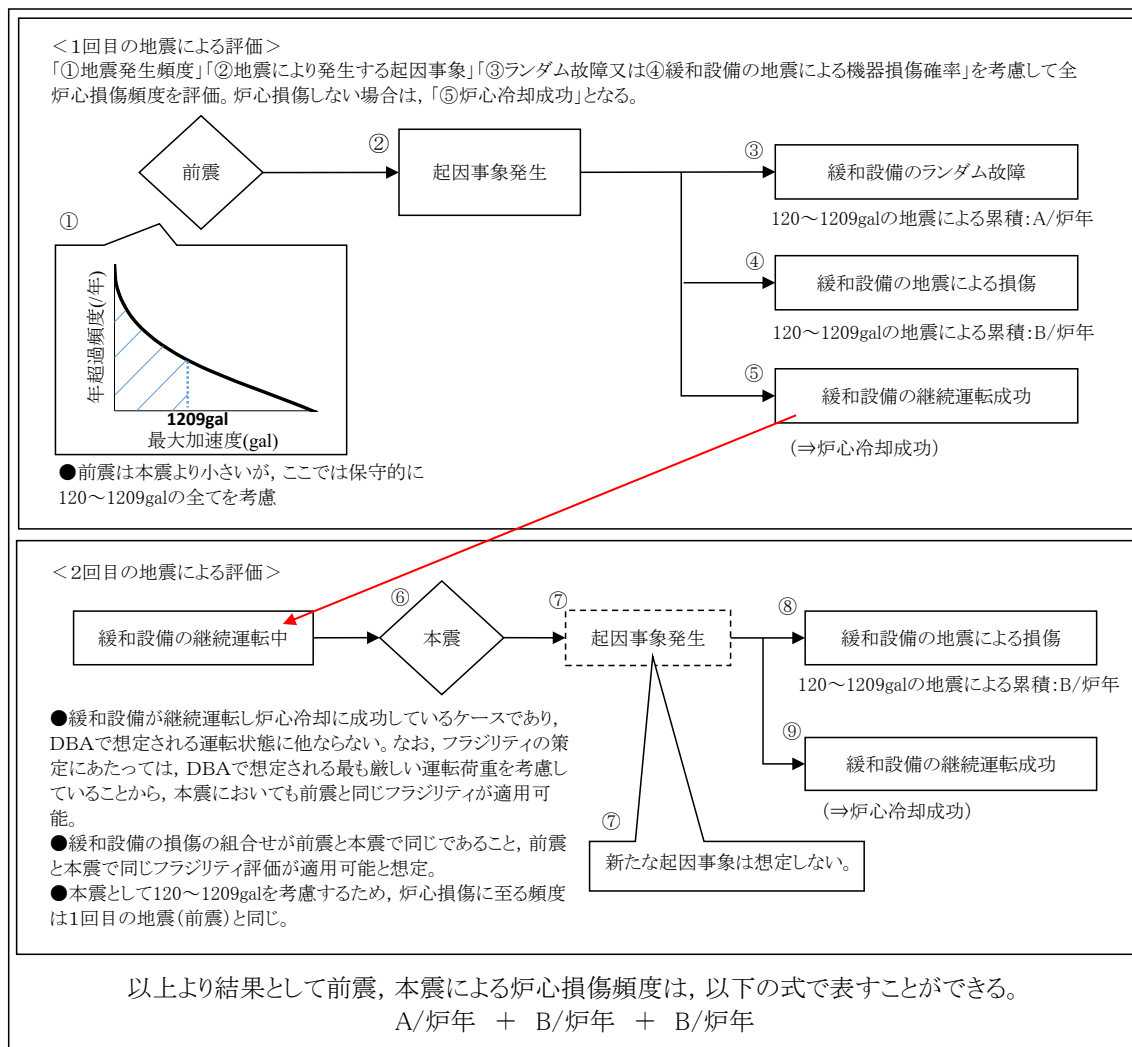 ＜１回目の地震による評価＞
「①地震発生頻度」「②地震により発生する起因事象」「③ランダム故障又は④緩和設備の地震による機器損傷確率」を考慮して全
炉心損傷頻度を評価。炉心損傷しない場合は，「⑤炉心冷却成功」となる。
前震
②
起因事象発生
③
緩和設備のランダム故障
120～1209galの地震による累積：A/炉年
④
緩和設備の地震による損傷
120～1209galの地震による累積：B/炉年
⑤
緩和設備の継続運転成功
（⇒炉心冷却成功）
①
年超過頻度(/年)
1209gal
最大加速度(gal)
●前震は本震より小さいが，ここでは保守的に
120～1209galの全てを考慮
＜２回目の地震による評価＞
緩和設備の継続運転中
⑥
本震
⑦
起因事象発生
⑧
緩和設備の地震による損傷
120～1209galの地震による累積：B/炉年
⑨
緩和設備の継続運転成功
（⇒炉心冷却成功）
⑦
新たな起因事象は想定しない。
●緩和設備が継続運転し炉心冷却に成功しているケースであり，
DBAで想定される運転状態に他ならない。なお，フラジリティの策
定にあたっては，DBAで想定される最も厳しい運転荷重を考慮し
ていることから，本震においても前震と同じフラジリティが適用可
能。
●緩和設備の損傷の組合せが前震と本震で同じであること，前震
と本震で同じフラジリティ評価が適用可能と想定。
●本震として120～1209galを考慮するため，炉心損傷に至る頻度
は１回目の地震（前震）と同じ。
以上より結果として前震，本震による炉心損傷頻度は，以下の式で表すことができる。
A/炉年　＋　B/炉年　＋　B/炉年